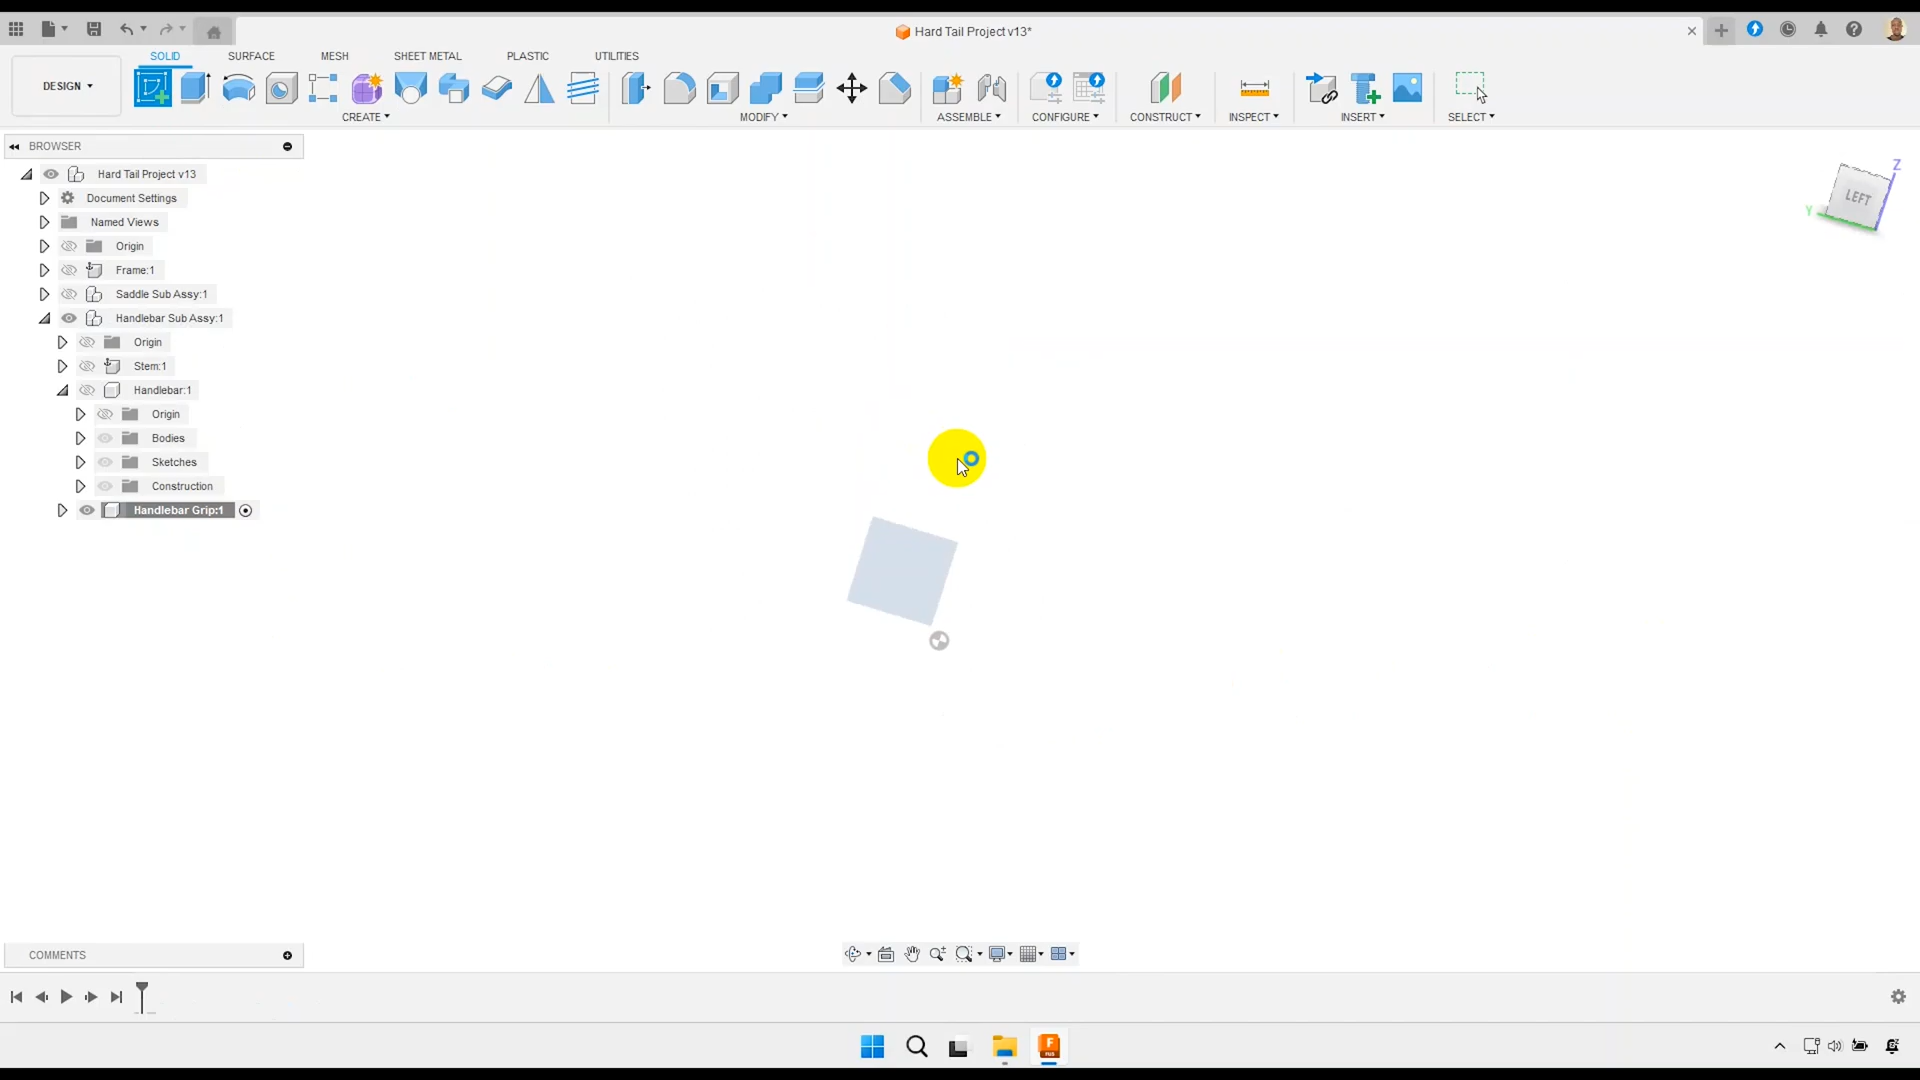 Hard Tail Project v13*
SOLID
SURFACE
MESH
SHEET METAL
PLASTIC
UTILITIES
DESIGN
CREATE
MODIFY
ASSEMBLE
CONFIGURE
CONSTRUCT
INSPECT
INSERT
SELECT
BROWSER
Hard Tail Project v13
Document Settings
Named Views
Origin
Frame:1
Saddle Sub Assy:1
Handlebar Sub Assy:1
Origin
Stem:1
Handlebar:1
Origin
Bodies
Sketches
Construction
Handlebar Grip:1
Z
LEFT
Y
COMMENTS